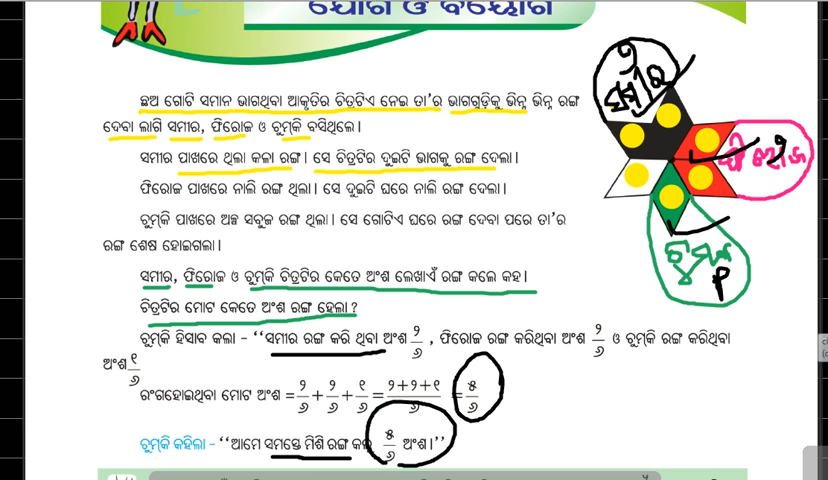 ଯୋଗ ଓ ବିୟୋଗ
ଛଅ ଗୋଟି ସମାନ ଭାଗଥିବା ଆକୃତିର ଚିତ୍ରଟିଏ ନେଇ ତା’ର ଭାଗଗୁଡ଼ିକୁ ଭିନ୍ନ ଭିନ୍ନ ରଙ୍ଗ
ଦେବା ଲାଗି ସମୀର, ଫିରୋଜ ଓ ଚୁମ୍‌କି ବସିଥିଲେ।
ସମୀର ପାଖରେ ଥିଲା କଳା ରଙ୍ଗ। ସେ ଚିତ୍ରଟିର ଦୁଇଟି ଭାଗକୁ ରଙ୍ଗ ଦେଲା।
ଫିରୋଜ ପାଖରେ ନାଲି ରଙ୍ଗ ଥିଲା। ସେ ଦୁଇଟି ଘରେ ନାଲି ରଙ୍ଗ ଦେଲା।
ଚୁମ୍‌କି ପାଖରେ ଅଳ୍ପ ସବୁଜ ରଙ୍ଗ ଥିଲା। ସେ ଗୋଟିଏ ଘରେ ରଙ୍ଗ ଦେବା ପରେ ତା’ର
ରଙ୍ଗ ଶେଷ ହୋଇଗଲା।
ସମୀର, ଫିରୋଜ ଓ ଚୁମ୍‌କି ଚିତ୍ରଟିର କେତେ ଅଂଶ ଲେଖାଏଁ ରଙ୍ଗ କଲେ କହ।
ଚିତ୍ରଟିର ମୋଟ କେତେ ଅଂଶ ରଙ୍ଗ ହେଲା?
ଚୁମ୍‌କି ହିସାବ କଲା - ‘‘ସମୀର ରଙ୍ଗ କରି ଥିବା ଅଂଶ ୨/୬ , ଫିରୋଜ ରଙ୍ଗ କରିଥିବା ଅଂଶ ୨/୬ ଓ ଚୁମ୍‌କି ରଙ୍ଗ କରିଥିବା
ଅଂଶ ୧/୬
ରଂଗହୋଇଥିବା ମୋଟ ଅଂଶ = ୨/୬ + ୨/୬ + ୧/୬ = ୨+୨+୧/୬ = ୫/୬
ଚୁମ୍‌କି କହିଲା - ‘‘ଆମେ ସମସ୍ତେ ମିଶି ରଙ୍ଗ କଲୁ ୫/୬ ଅଂଶ।’’
ସମୀର
ଫିରୋଜ